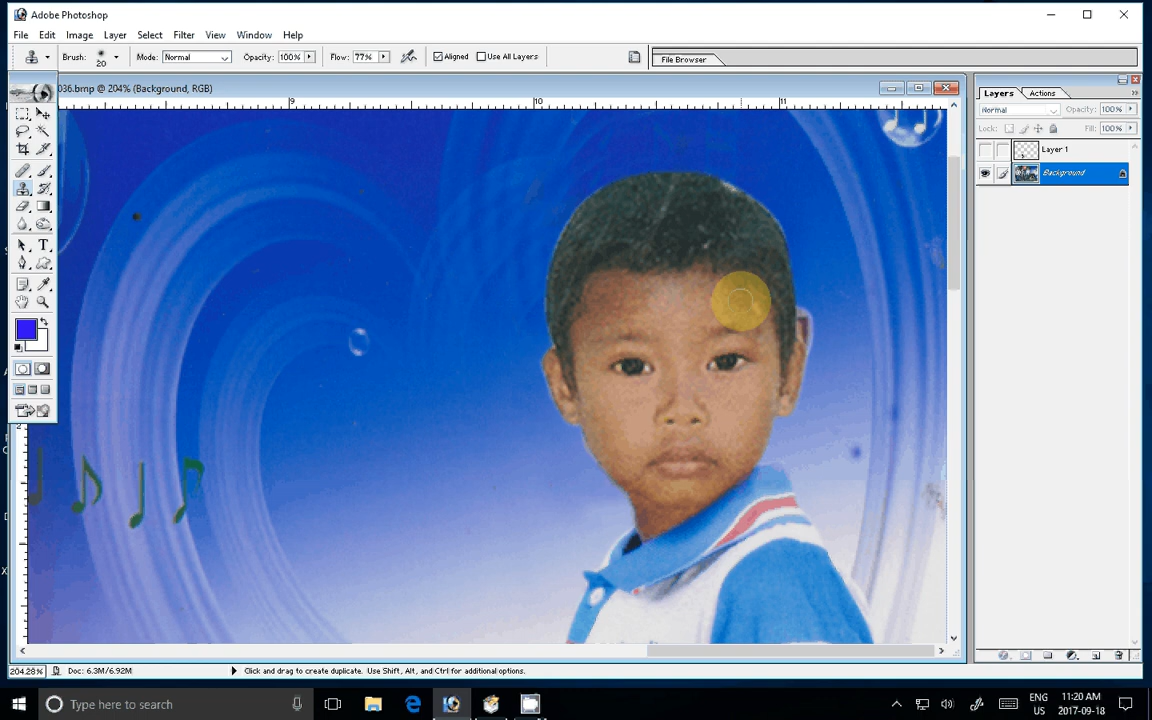 Adobe Photoshop
File Edit Image Layer Select Filter View Window Help
Brush: 20 Mode: Normal Opacity: 100% Flow: 77% Aligned Use All Layers File Browser
036.bmp @ 204% (Background, RGB)
9 10 11
Layers Actions
Normal Opacity: 100%
Lock: Fill: 100%
Layer 1
Background
204.28% Doc: 6.3M/6.92M Click and drag to create duplicate. Use Shift, Alt, and Ctrl for additional options.
Type here to search
ENG 11:20 AM
US 2017-09-18